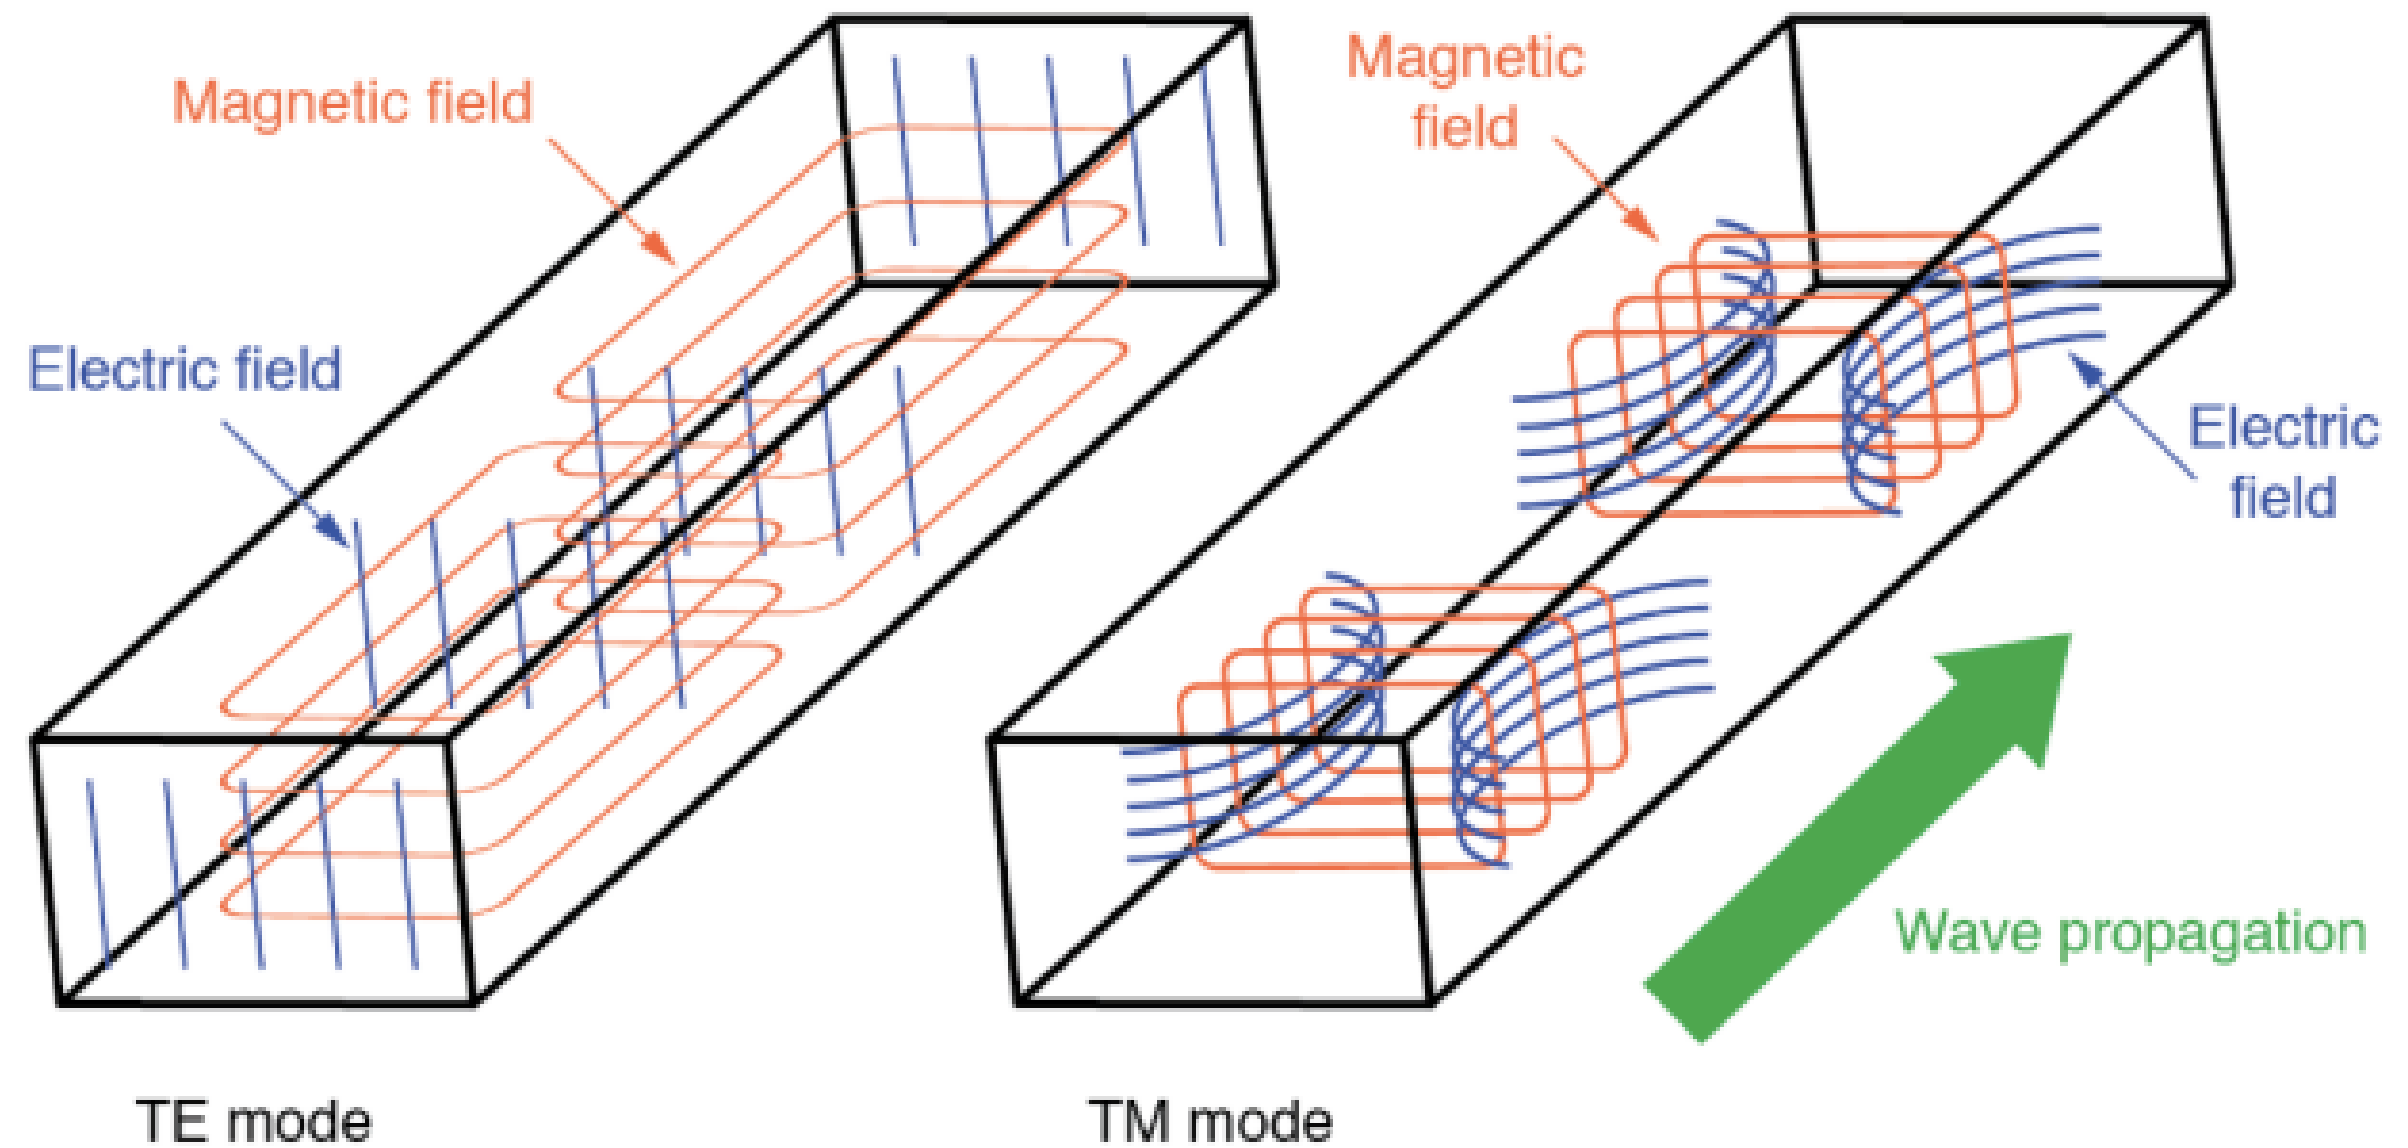 Magnetic field
Electric field
TE mode
Magnetic
field
Electric
field
Wave propagation
TM mode